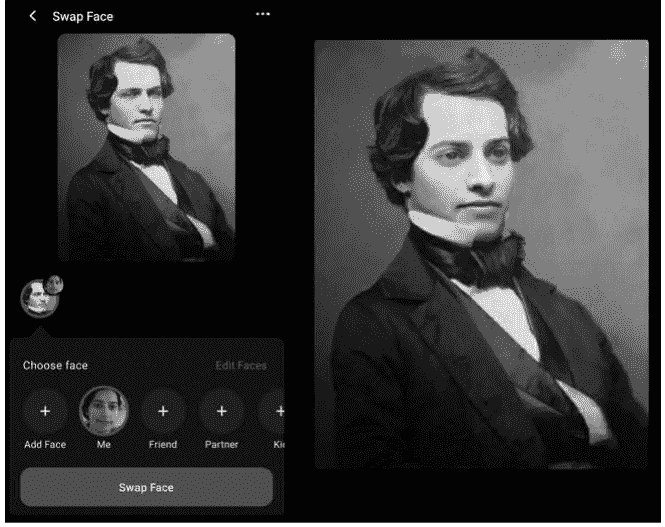 Swap Face
Choose face
Edit Faces
Add Face
Me
Friend
Partner
Swap Face